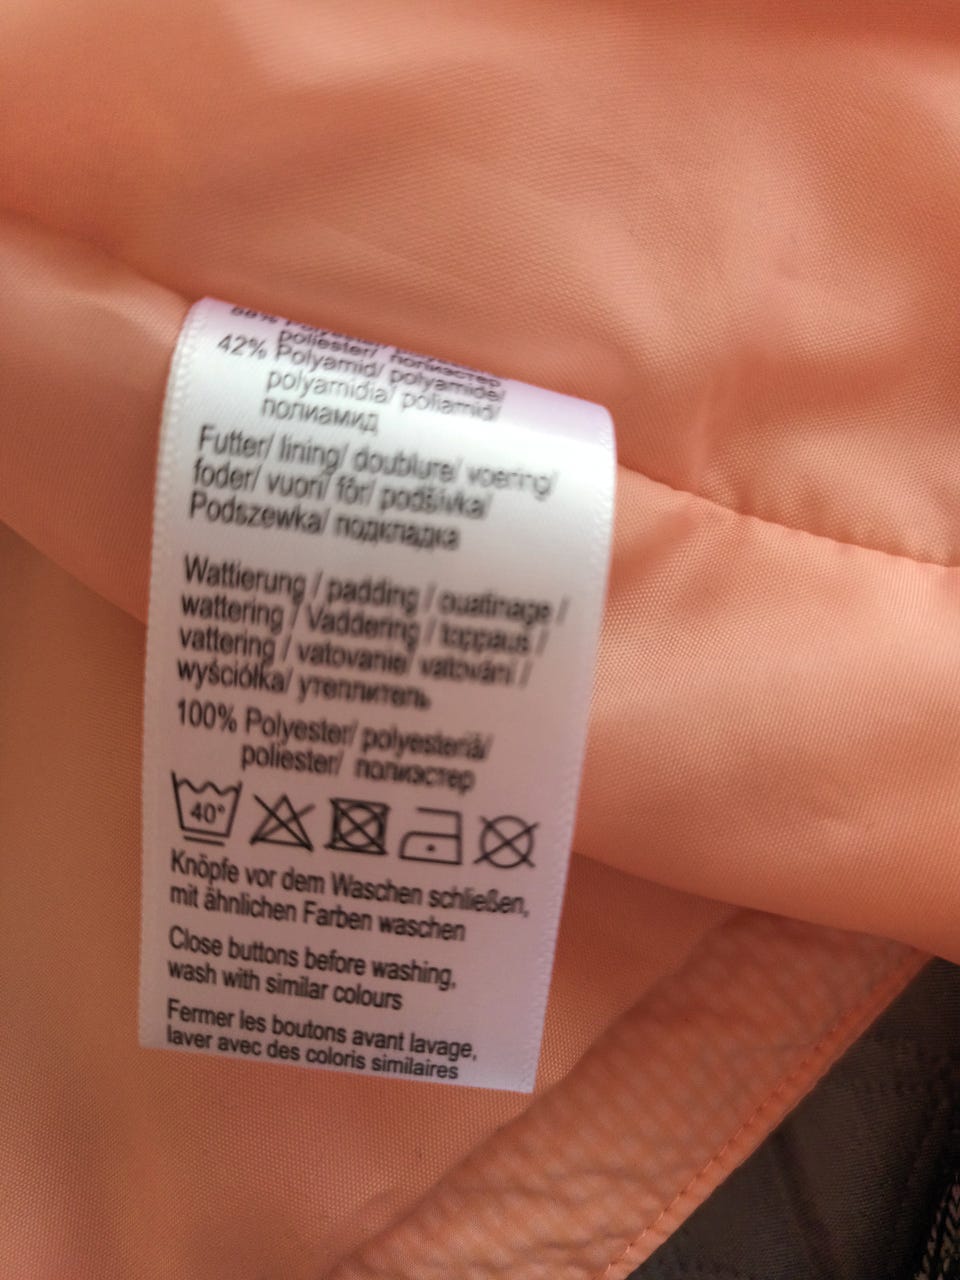 58% Polyester/
poliester/ полиэстер
42% Polyamid/ polyamide/
polyamidia/ poliamid/
полиамид
Futter/ lining/ doublure/ voering/
foder/ vuori/ fôr/ podšívka/
Podszewka/ подкладка
Wattierung / padding / ouatinage /
wattering / Vaddering / toppaus /
vattering / vatovanie/ vatování /
wyściółka/ утеплитель
100% Polyester/ polyesteriä/
poliester/ полиэстер
40°
Knöpfe vor dem Waschen schließen,
mit ähnlichen Farben waschen
Close buttons before washing,
wash with similar colours
Fermer les boutons avant lavage,
laver avec des coloris similaires